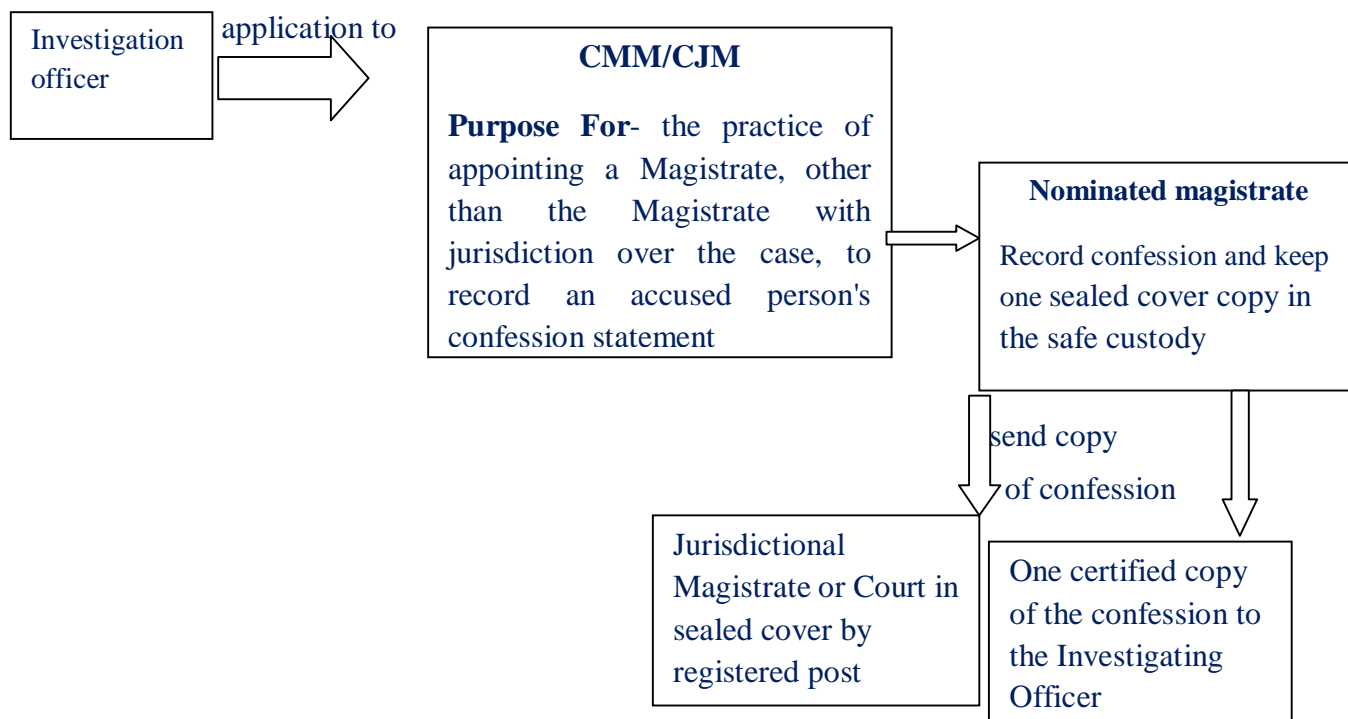 Investigation
officer
application to
CMM/CJM
Purpose For- the practice of
appointing a Magistrate, other
than the Magistrate with
jurisdiction over the case, to
record an accused person's
confession statement
Nominated magistrate
Record confession and keep
one sealed cover copy in
the safe custody
send copy
of confession
Jurisdictional
Magistrate or Court in
sealed cover by
registered post
One certified copy
of the confession to
the Investigating
Officer